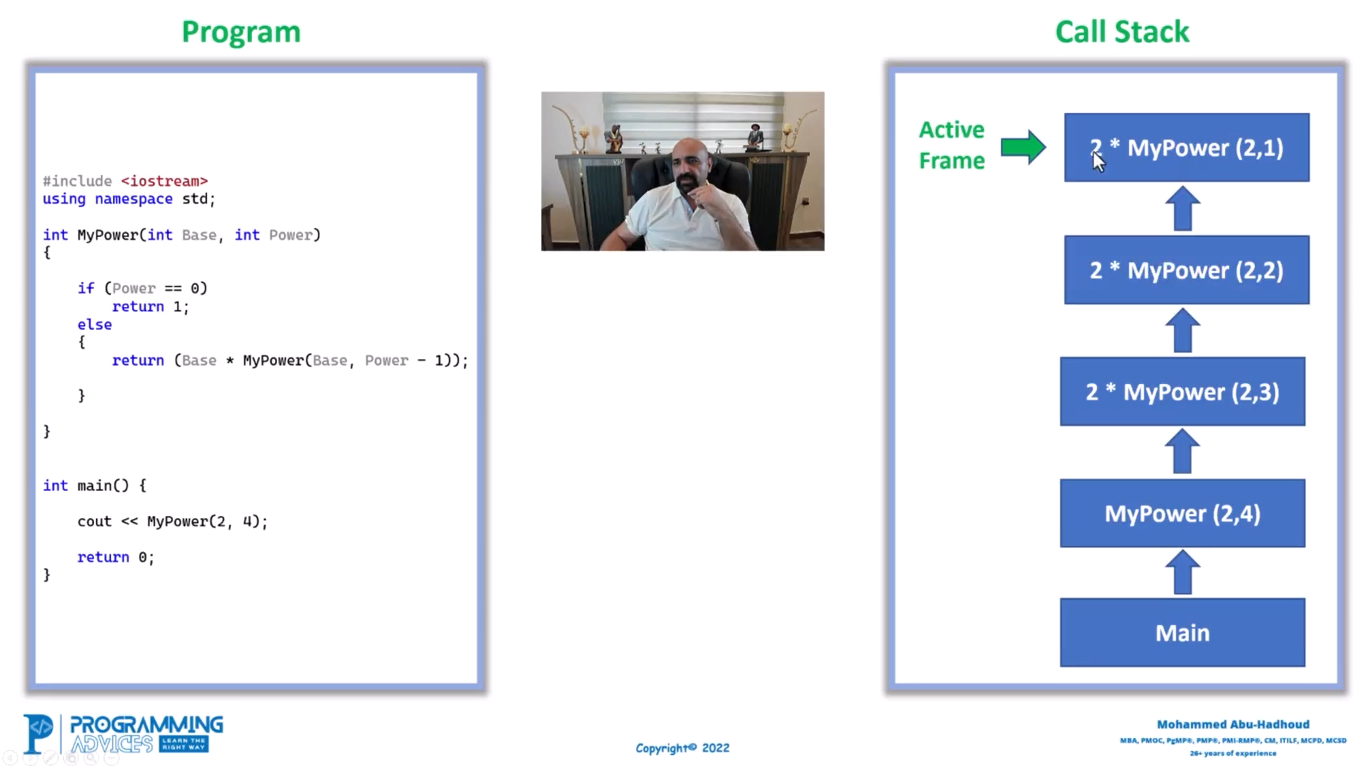 Program
#include <iostream>
using namespace std;
int MyPower(int Base, int Power)
{
if (Power == 0)
return 1;
else
{
return (Base * MyPower(Base, Power - 1));
}
}
int main() {
cout << MyPower(2, 4);
return 0;
}
Call Stack
Active
Frame
2 * MyPower (2,1)
2 * MyPower (2,2)
2 * MyPower (2,3)
MyPower (2,4)
Main
PROGRAMMING
ADVICES
LEARN THE
RIGHT WAY
Copyright© 2022
Mohammed Abu-Hadhoud
MBA, PMOC, PgMP®, PMP®, PMI-RMP®, CM, ITILF, MCPD, MCSD
26+ years of experience